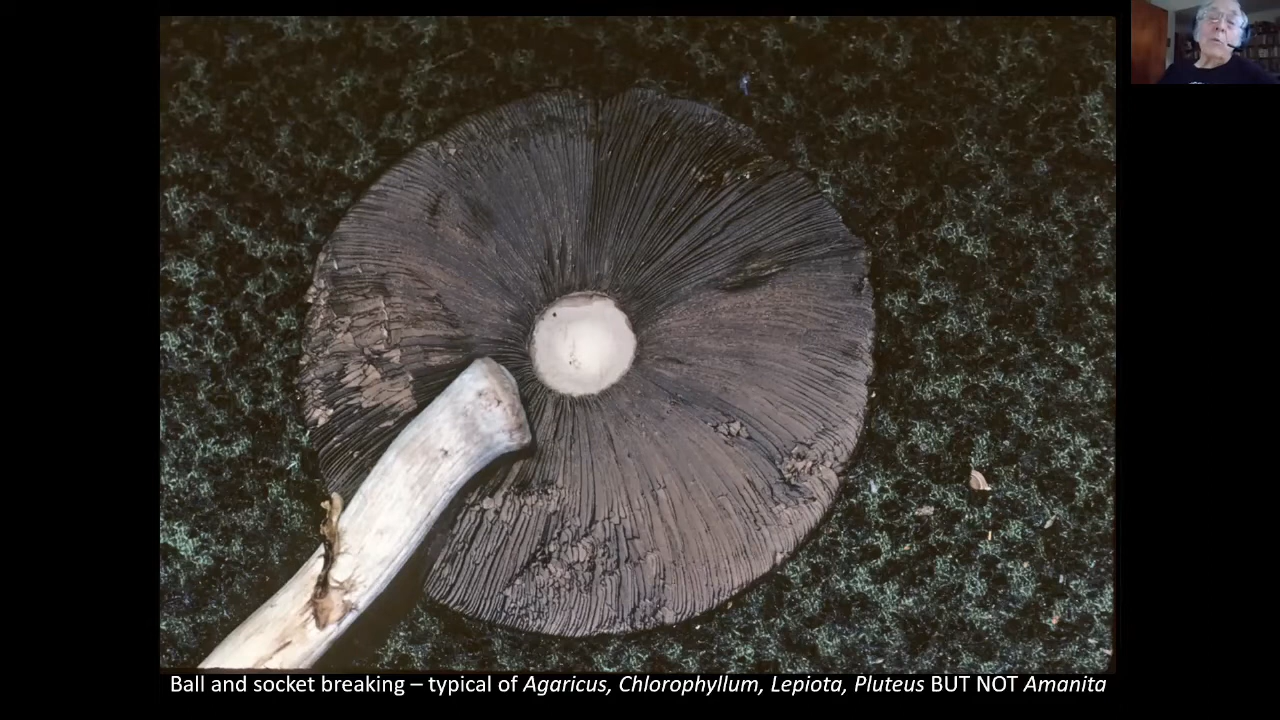 Ball and socket breaking – typical of Agaricus, Chlorophyllum, Lepiota, Pluteus BUT NOT Amanita